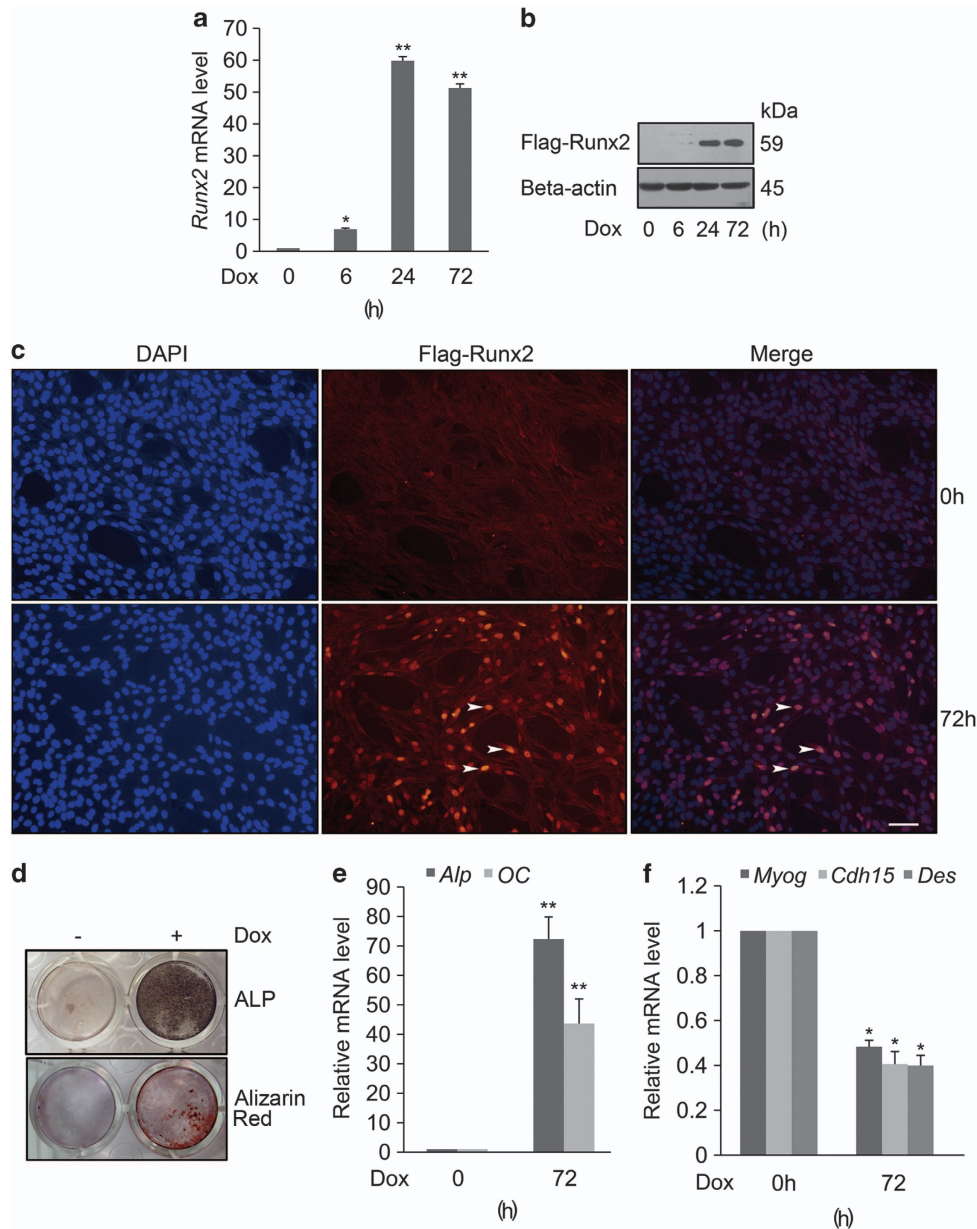 a
70
60
50
40
30
20
10
0
Runx2 mRNA level
*
**
**
Dox 0 6 24 72
(h)
b
kDa
Flag-Runx2 59
Beta-actin 45
Dox 0 6 24 72 (h)
c
DAPI Flag-Runx2 Merge
0h
72h
d
- + Dox
ALP
Alizarin
Red
e
Alp OC
90
80
70
60
50
40
30
20
10
0
Relative mRNA level
**
**
Dox 0 72
(h)
f
Myog Cdh15 Des
1.2
1
0.8
0.6
0.4
0.2
0
Relative mRNA level
* * *
Dox 0h 72
(h)